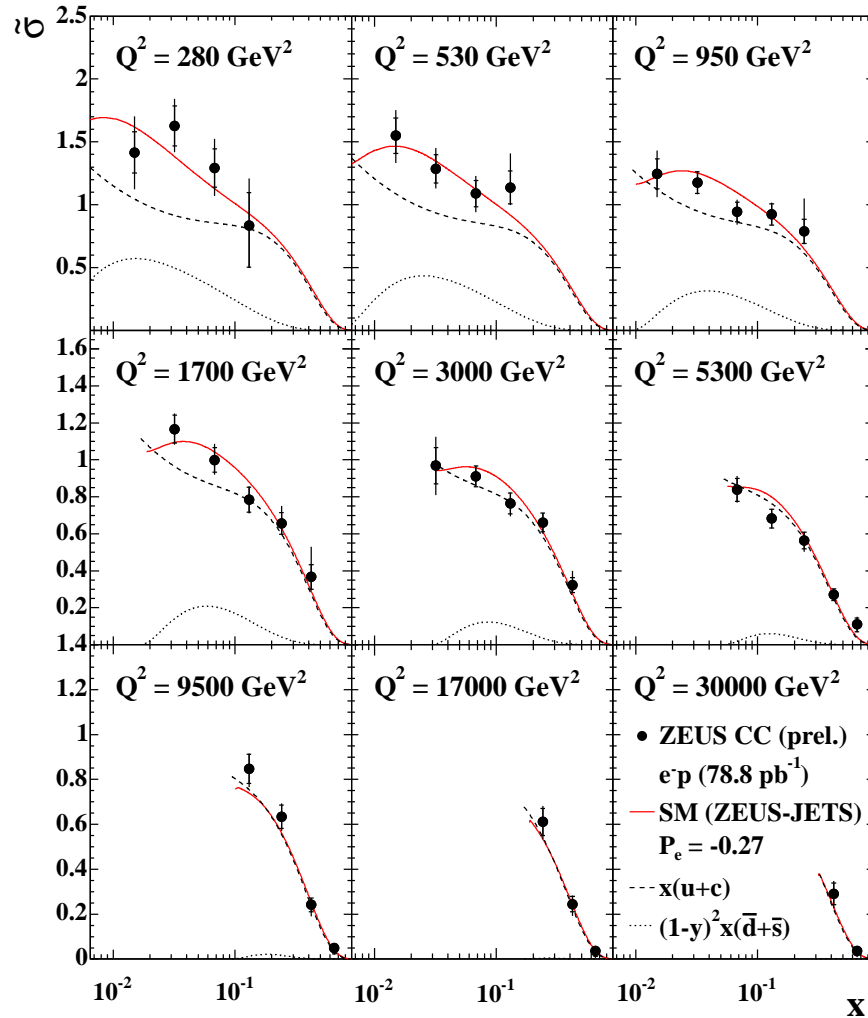 σ̃
Q² = 280 GeV²
Q² = 530 GeV²
Q² = 950 GeV²
2.5
2
1.5
1
0.5
Q² = 1700 GeV²
Q² = 3000 GeV²
Q² = 5300 GeV²
1.6
1.4
1.2
1
0.8
0.6
0.4
0.2
1.4
Q² = 9500 GeV²
Q² = 17000 GeV²
Q² = 30000 GeV²
1.2
1
0.8
0.6
0.4
0.2
0
ZEUS CC (prel.)
e⁻p (78.8 pb⁻¹)
SM (ZEUS-JETS)
Pₑ = -0.27
x(u+c)
(1-y)²x(d̅+s̅)
10⁻² 10⁻¹ 10⁻² 10⁻¹ 10⁻² 10⁻¹
x